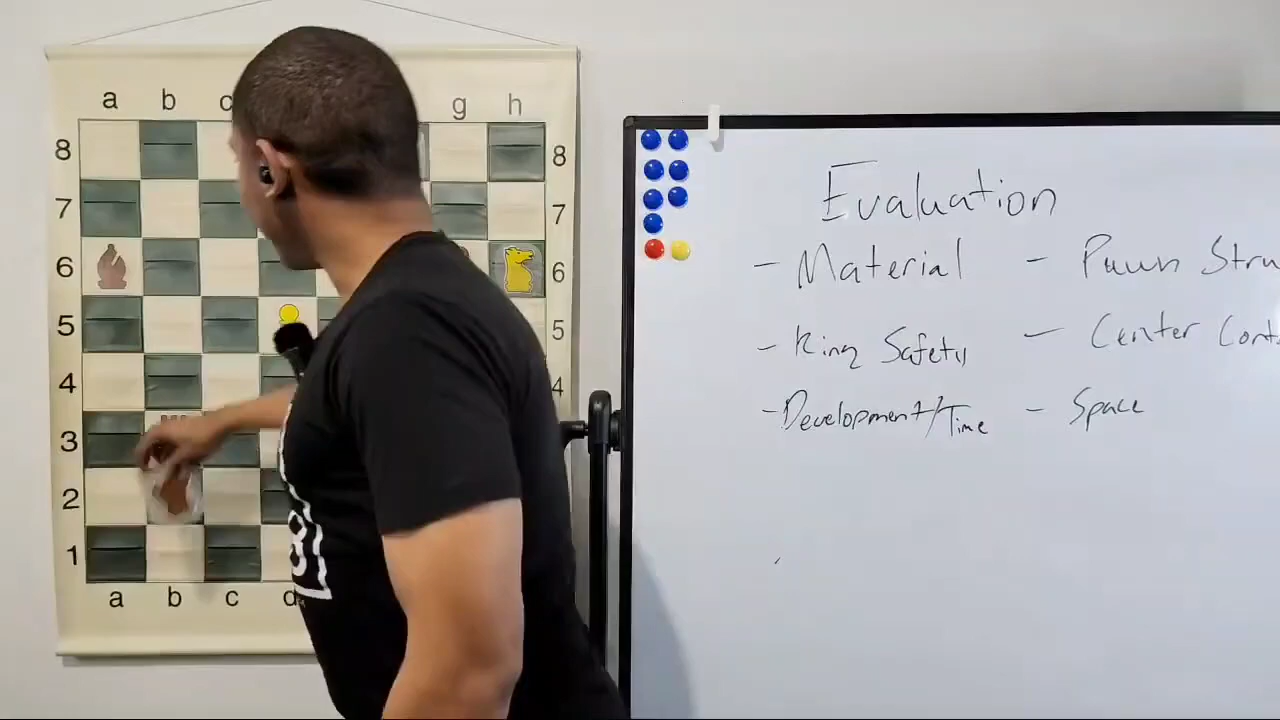 a b c g h
8 8
7 7
6 6
5 5
4 4
3 3
2
1
a b c d
Evaluation
- Material - Pawn Stru
- King Safety - Center Cont
- Development/Time - Space